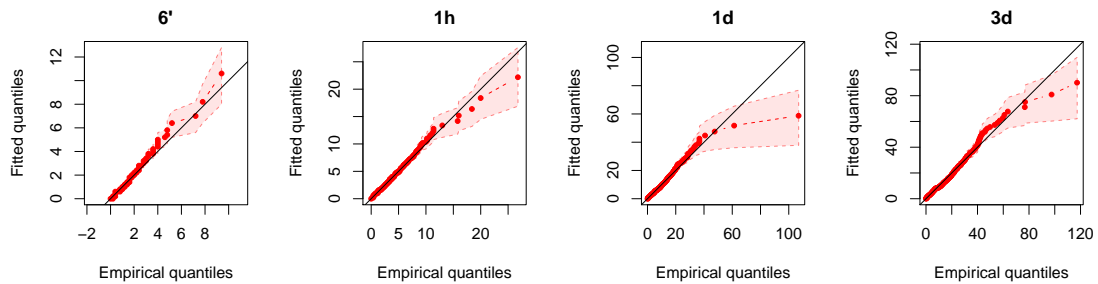 6'
1h
1d
3d
Fitted quantiles
0 2 4 6 8 12
−2 2 4 6 8
Empirical quantiles
Fitted quantiles
0 5 10 20
0 5 10 20
Empirical quantiles
Fitted quantiles
0 20 60 100
0 20 60 100
Empirical quantiles
Fitted quantiles
0 40 80 120
0 40 80 120
Empirical quantiles